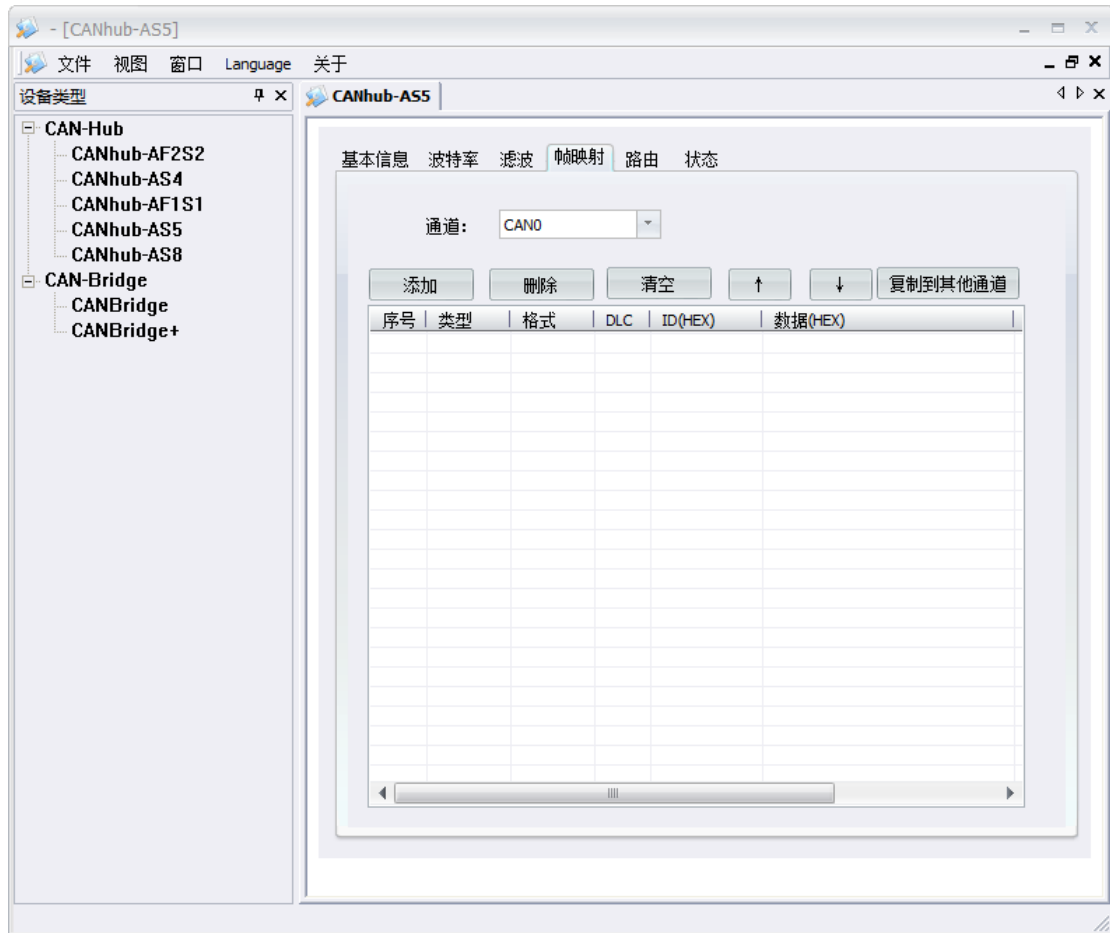 - [CANhub-AS5]
文件 视图 窗口 Language 关于
设备类型
CANhub-AS5
CAN-Hub
CANhub-AF2S2
CANhub-AS4
CANhub-AF1S1
CANhub-AS5
CANhub-AS8
CAN-Bridge
CANBridge
CANBridge+
基本信息 波特率 滤波 帧映射 路由 状态
通道： CAN0
添加 删除 清空 ↑ ↓ 复制到其他通道
序号 类型 格式 DLC ID(HEX) 数据(HEX)